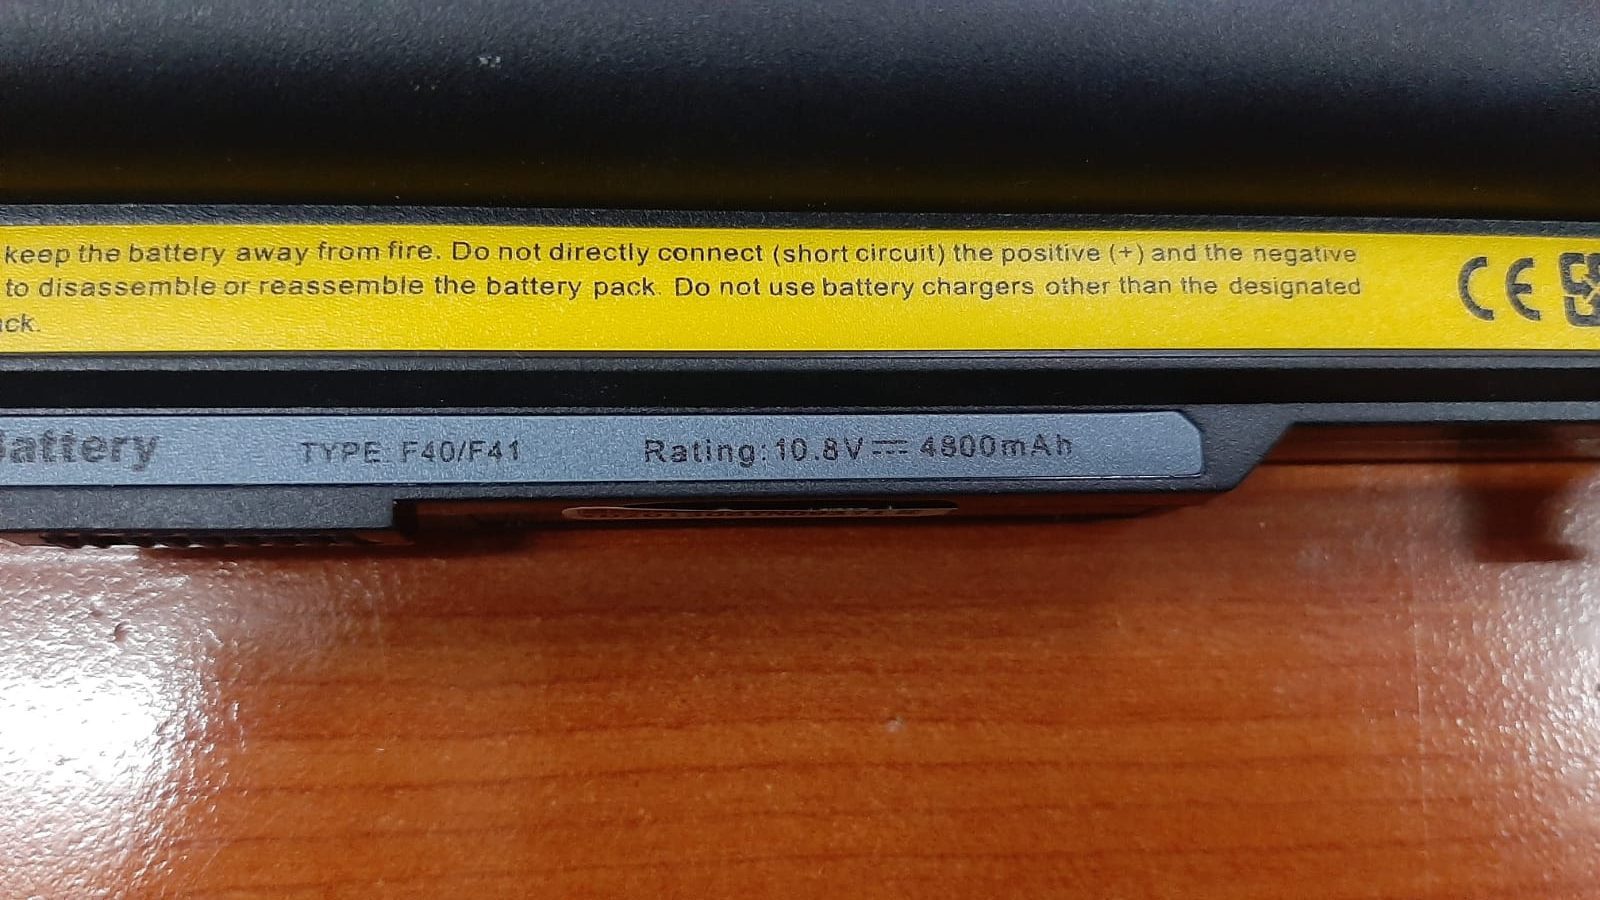 keep the battery away from fire. Do not directly connect (short circuit) the positive (+) and the negative
to disassemble or reassemble the battery pack. Do not use battery chargers other than the designated
ck.
CE
Battery TYPE F40/F41 Rating: 10.8V 4800mAh